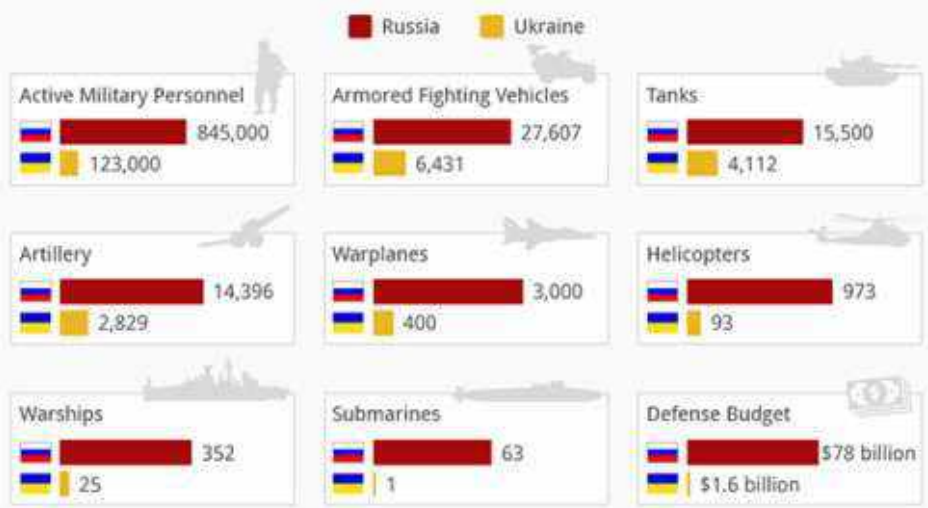 Russia Ukraine
Active Military Personnel
845,000
123,000
Armored Fighting Vehicles
27,607
6,431
Tanks
15,500
4,112
Artillery
14,396
2,829
Warplanes
3,000
400
Helicopters
973
93
Warships
352
25
Submarines
63
1
Defense Budget
$78 billion
$1.6 billion